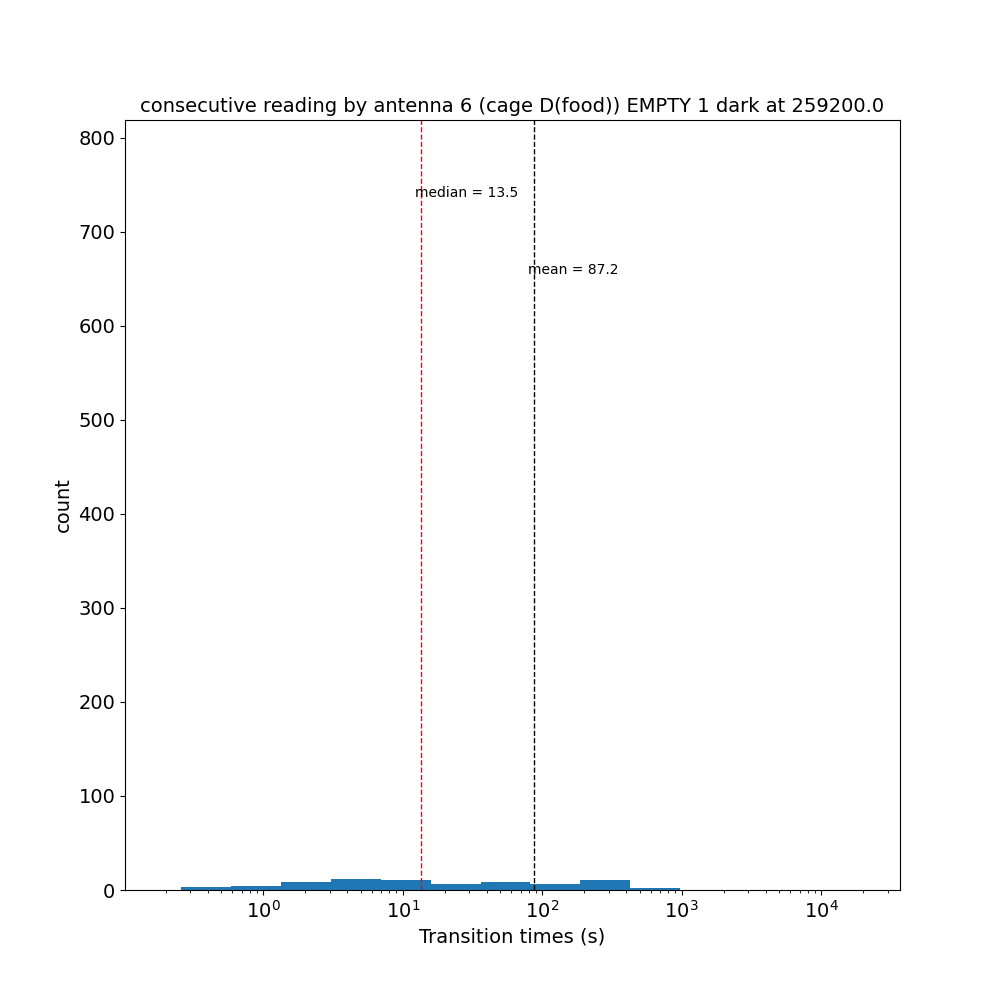 consecutive reading by antenna 6 (cage D(food)) EMPTY 1 dark at 259200.0
800
median = 13.5
700
mean = 87.2
600
500
400
count
300
200
100
0
10⁰ 10¹ 10² 10³ 10⁴
Transition times (s)